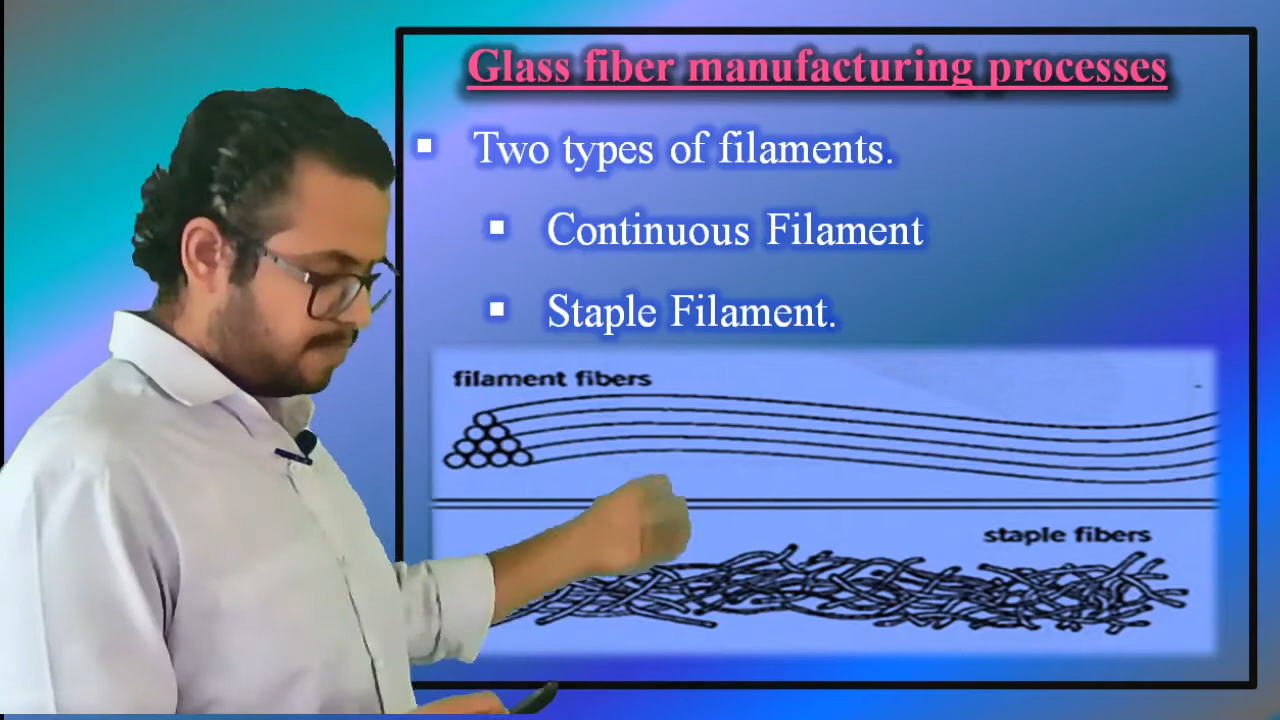 Glass fiber manufacturing processes
Two types of filaments.
Continuous Filament
Staple Filament.
filament fibers
staple fibers